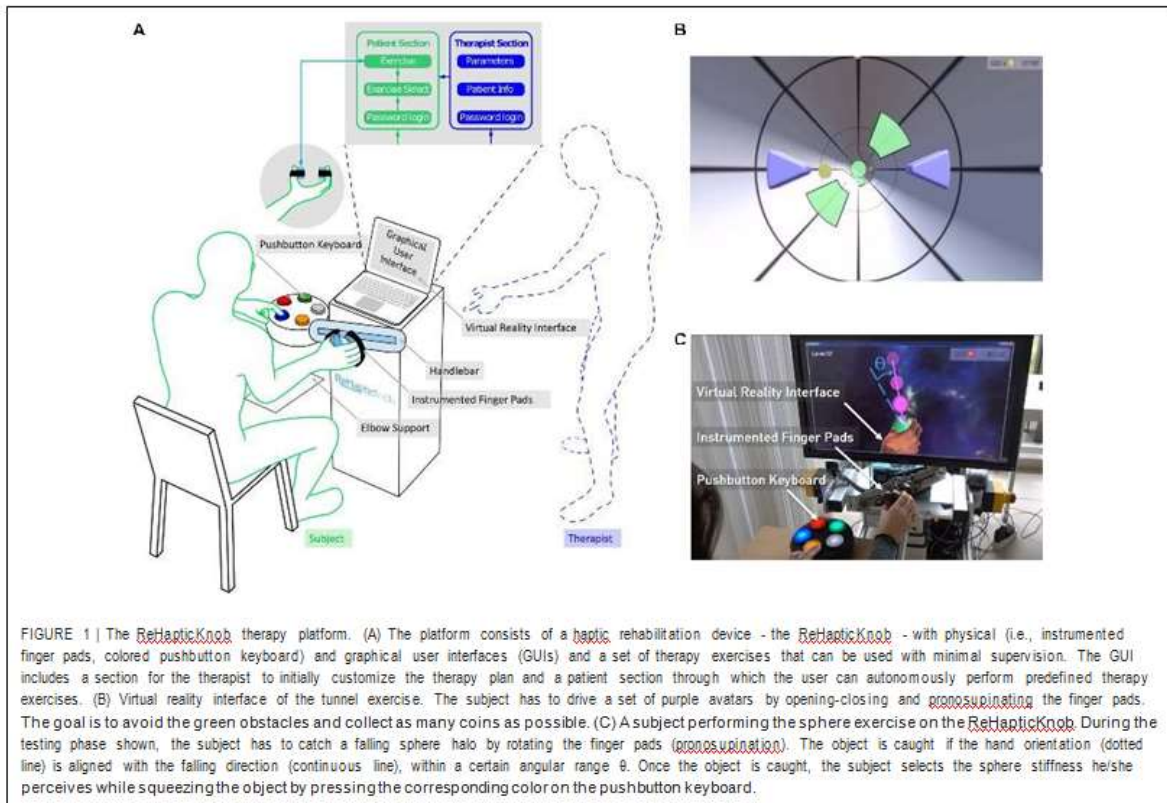 A
B
Patient Section
Therapist Section
Exercise
Parameters
Exercise Select
Patient Info
Password login
Password login
Graphical
User
Interface
Pushbutton Keyboard
Virtual Reality Interface
Handlebar
Instrumented Finger Pads
Elbow Support
Subject
Therapist
C
θ
Virtual Reality Interface
Instrumented Finger Pads
Pushbutton Keyboard
FIGURE 1 | The ReHapticKnob therapy platform. (A) The platform consists of a haptic rehabilitation device - the ReHapticKnob - with physical (i.e., instrumented
finger pads, colored pushbutton keyboard) and graphical user interfaces (GUIs) and a set of therapy exercises that can be used with minimal supervision. The GUI
includes a section for the therapist to initially customize the therapy plan and a patient section through which the user can autonomously perform predefined therapy
exercises. (B) Virtual reality interface of the tunnel exercise. The subject has to drive a set of purple avatars by opening-closing and pronosupinating the finger pads.
The goal is to avoid the green obstacles and collect as many coins as possible. (C) A subject performing the sphere exercise on the ReHapticKnob. During the
testing phase shown, the subject has to catch a falling sphere halo by rotating the finger pads (pronosupination). The object is caught if the hand orientation (dotted
line) is aligned with the falling direction (continuous line), within a certain angular range θ. Once the object is caught, the subject selects the sphere stiffness he/she
perceives while squeezing the object by pressing the corresponding color on the pushbutton keyboard.